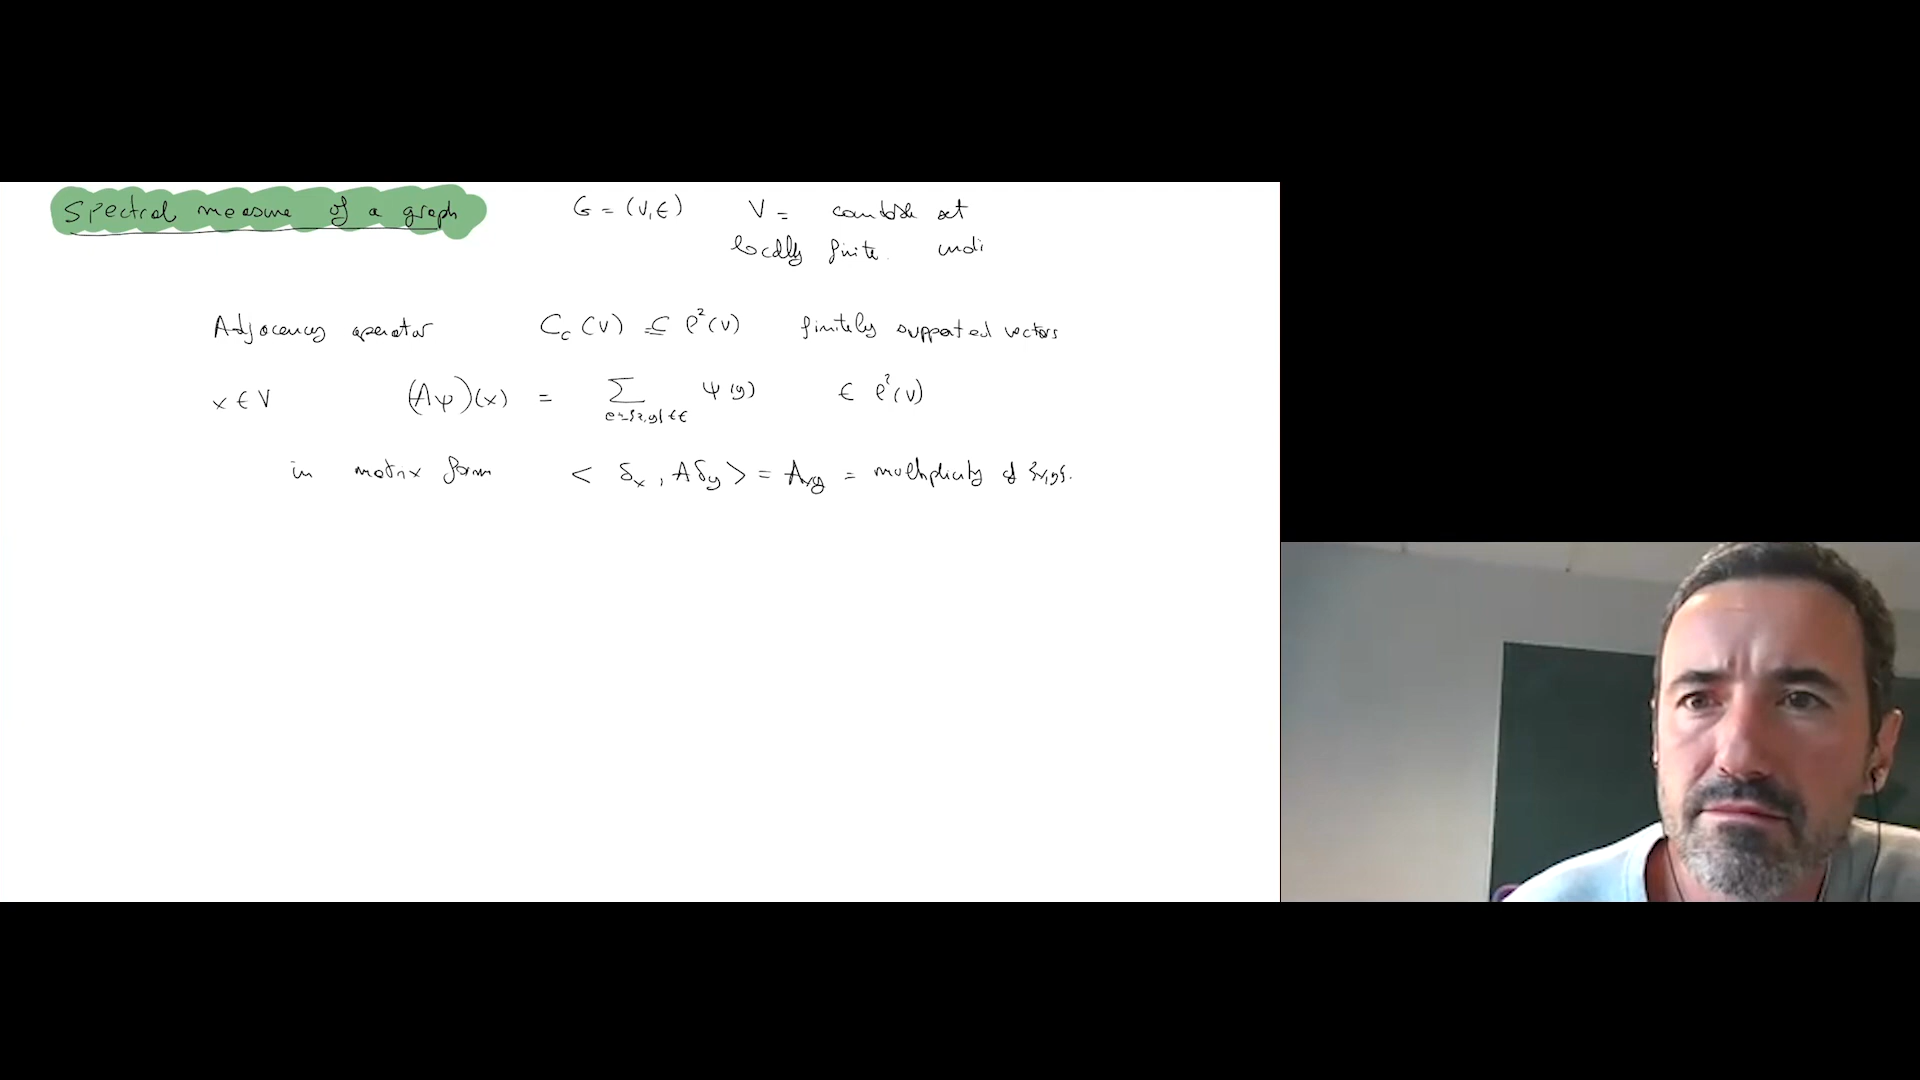 Spectral measure of a graph G = (V, E) V = countable set
locally finite. undi
Adjacency operator C_c(V) ⊆ ℓ²(V) finitely supported vectors
x ∈ V (Aψ)(x) = ∑_{e={x,y}∈E} ψ(y) ∈ ℓ²(V)
in matrix form < δ_x, Aδ_y > = A_xy = multiplicity of {x,y}.